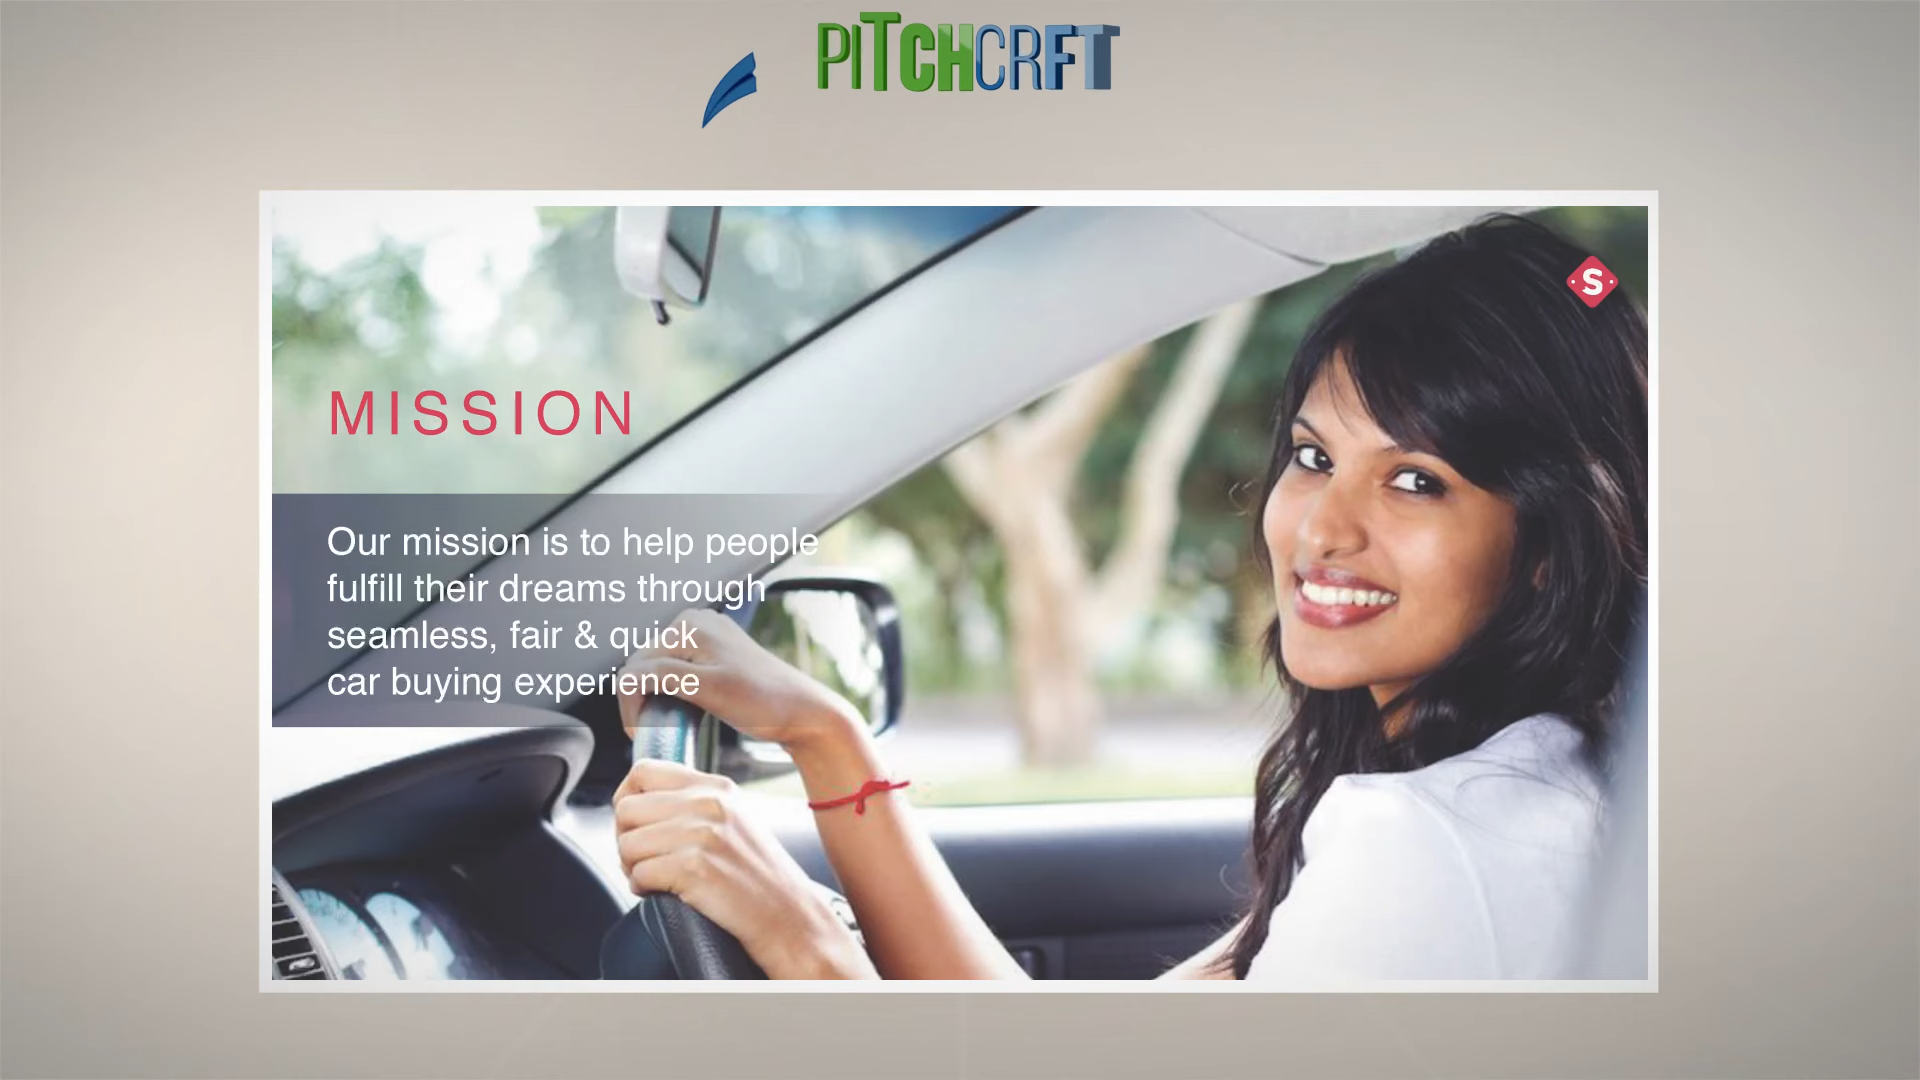 PITCHCRFT
S
MISSION
Our mission is to help people
fulfill their dreams through
seamless, fair & quick
car buying experience